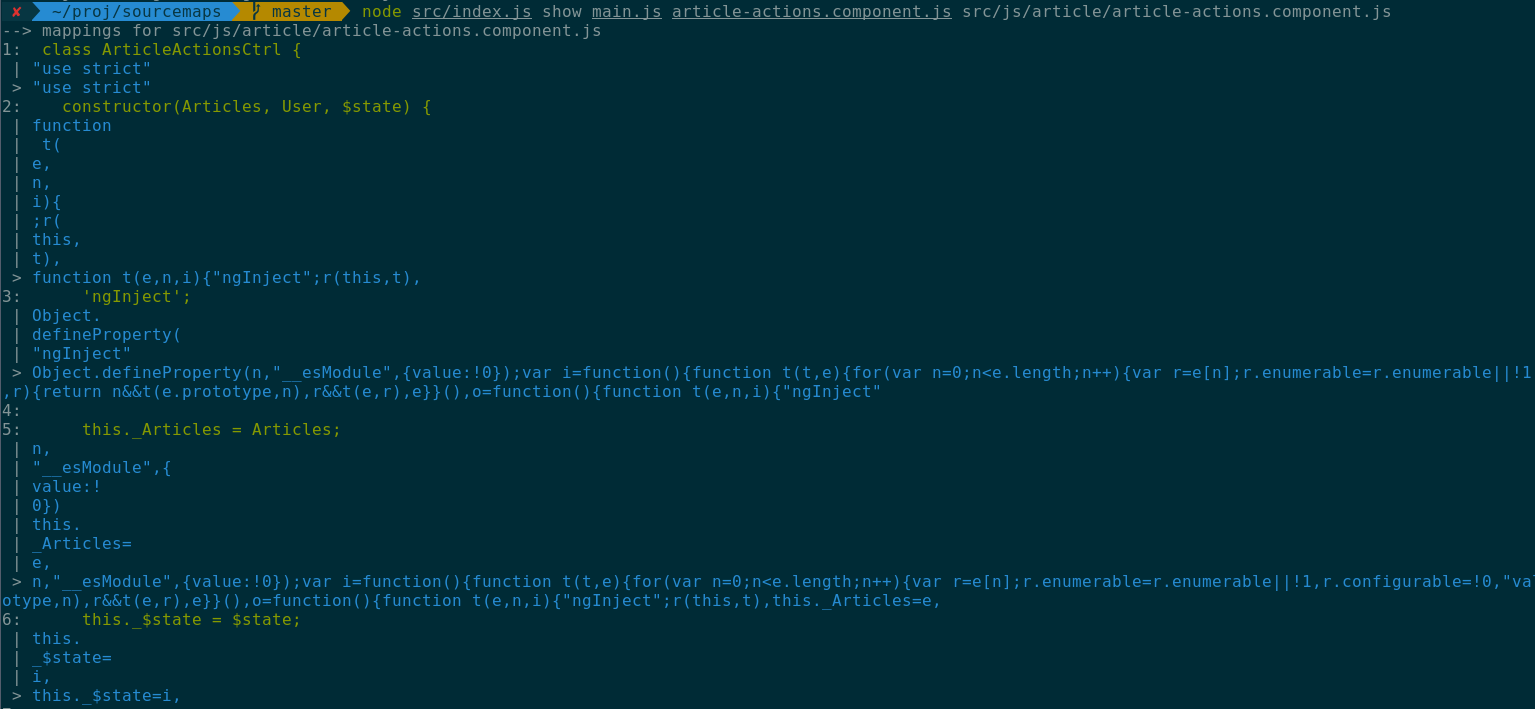 ✘ ~/proj/sourcemaps master node src/index.js show main.js article-actions.component.js src/js/article/article-actions.component.js
--> mappings for src/js/article/article-actions.component.js
1:  class ArticleActionsCtrl {
 | "use strict"
 > "use strict"
2:    constructor(Articles, User, $state) {
 | function
 |  t(
 | e,
 | n,
 | i){
 | ;r(
 | this,
 | t),
 > function t(e,n,i){"ngInject";r(this,t),
3:      'ngInject';
 | Object.
 | defineProperty(
 | "ngInject"
 > Object.defineProperty(n,"__esModule",{value:!0});var i=function(){function t(t,e){for(var n=0;n<e.length;n++){var r=e[n];r.enumerable=r.enumerable||!1
,r){return n&&t(e.prototype,n),r&&t(e,r),e}}(),o=function(){function t(e,n,i){"ngInject"
4:
5:      this._Articles = Articles;
 | n,
 | "__esModule",{
 | value:!
 | 0})
 | this.
 | _Articles=
 | e,
 > n,"__esModule",{value:!0});var i=function(){function t(t,e){for(var n=0;n<e.length;n++){var r=e[n];r.enumerable=r.enumerable||!1,r.configurable=!0,"va
otype,n),r&&t(e,r),e}}(),o=function(){function t(e,n,i){"ngInject";r(this,t),this._Articles=e,
6:      this._$state = $state;
 | this.
 | _$state=
 | i,
 > this._$state=i,